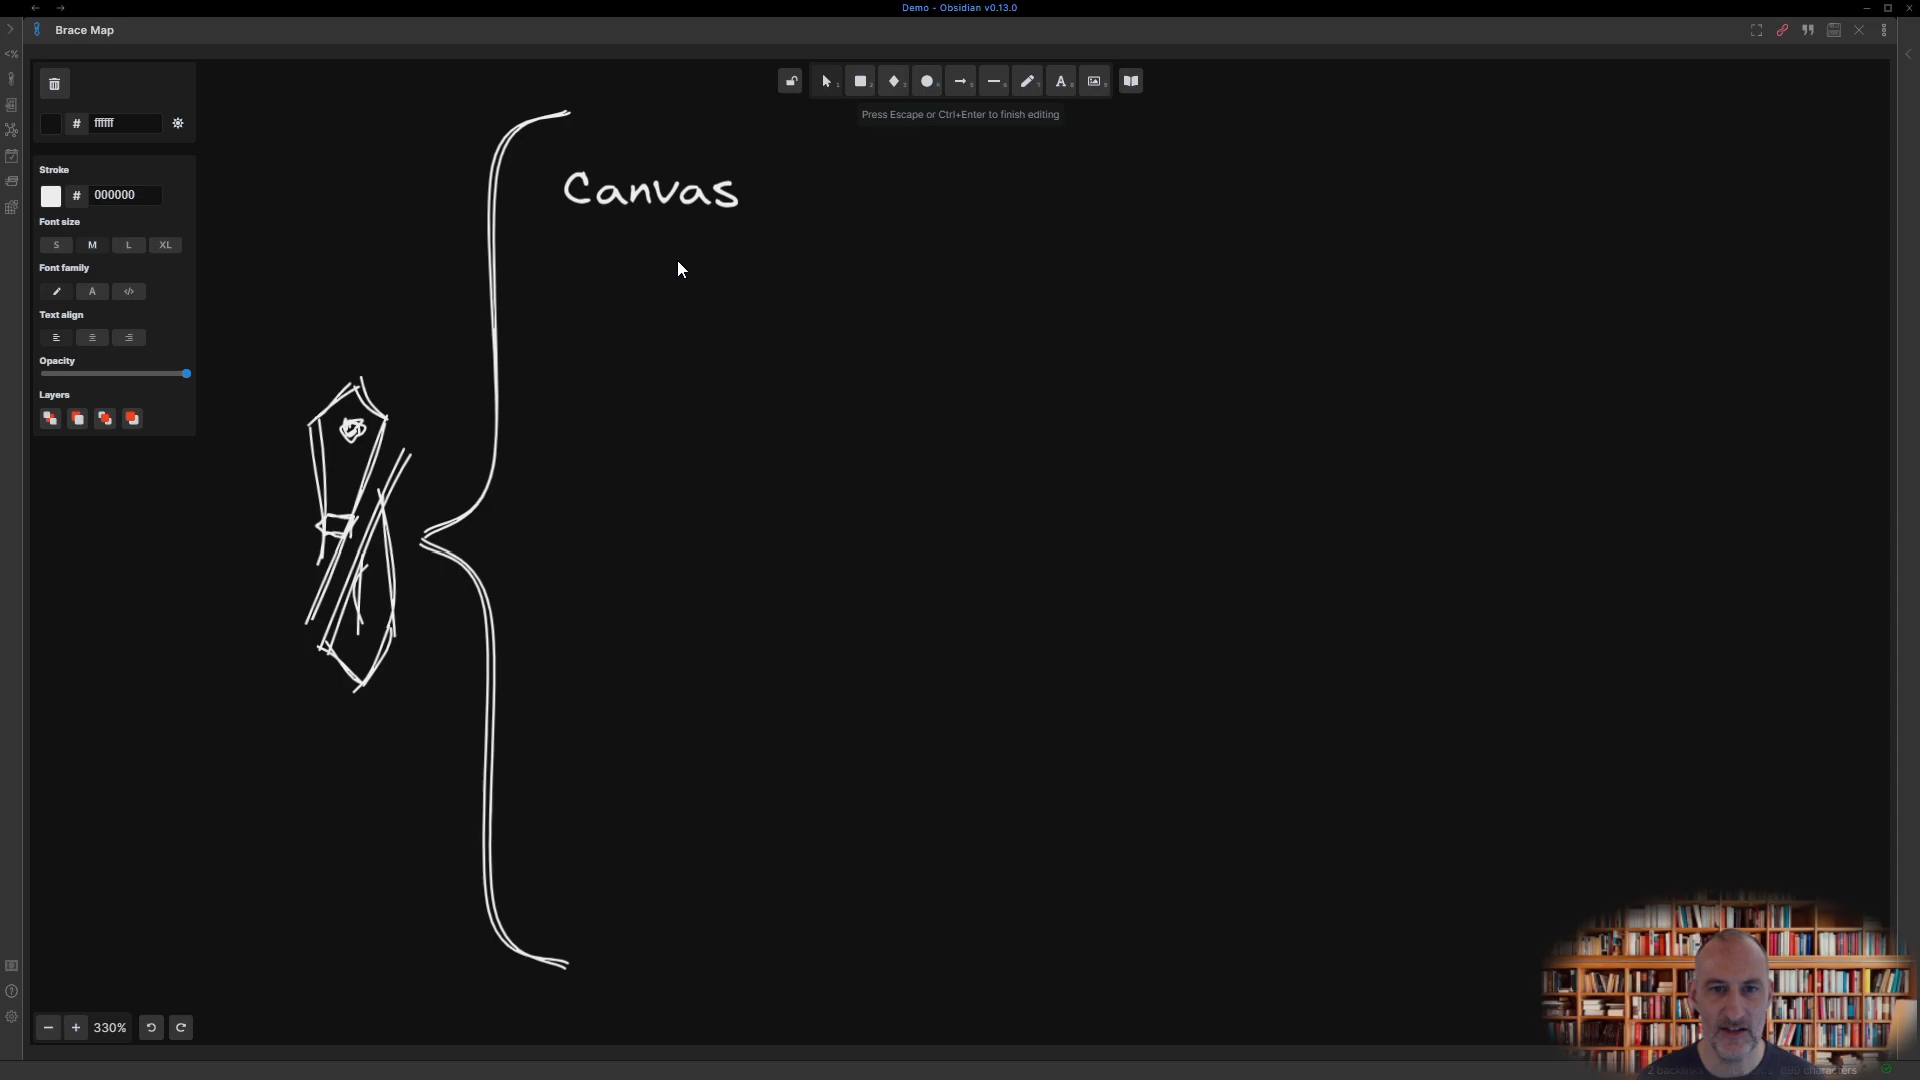 Demo - Obsidian v0.13.0
Brace Map
# ffffff
Press Escape or Ctrl+Enter to finish editing
Stroke
# 000000
Font size
S M L XL
Font family
A </>
Text align
Opacity
Layers
Canvas
330%
characters